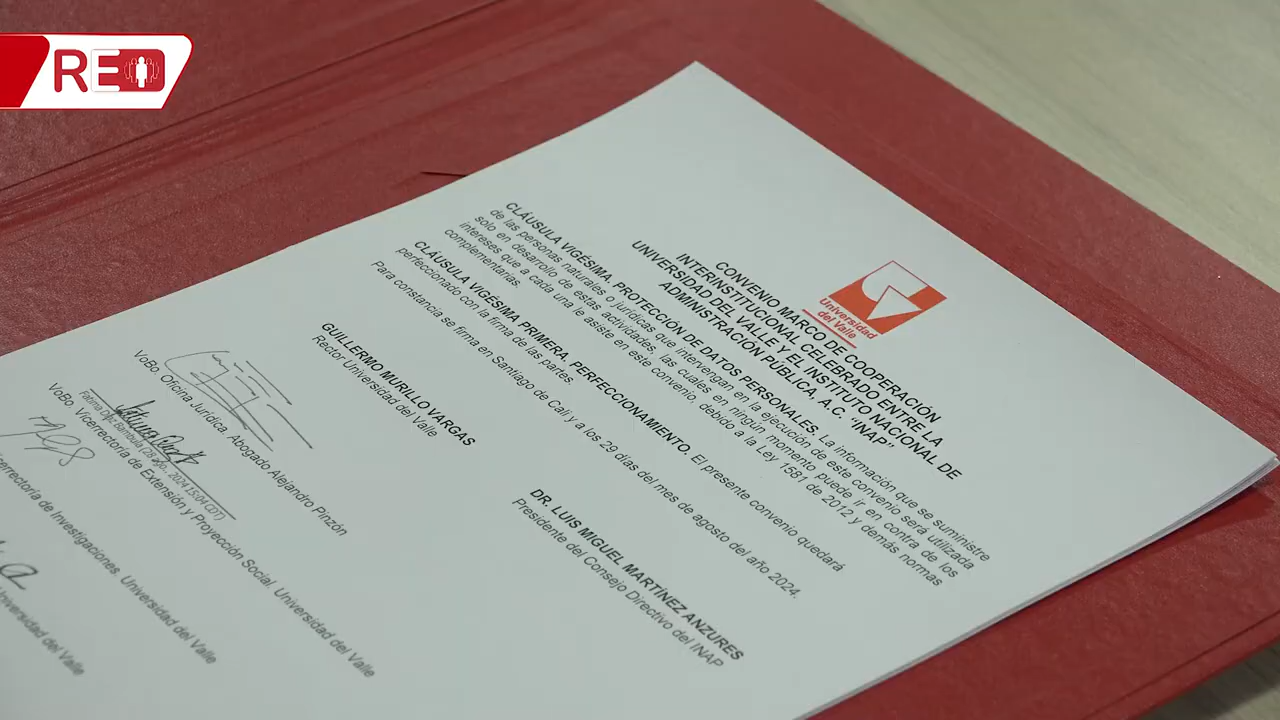 RED
Universidad
del Valle
CONVENIO MARCO DE COOPERACIÓN
INTERINSTITUCIONAL CELEBRADO ENTRE LA
UNIVERSIDAD DEL VALLE Y EL INSTITUTO NACIONAL DE
ADMINISTRACIÓN PÚBLICA, A.C. “INAP”
CLÁUSULA VIGÉSIMA. PROTECCIÓN DE DATOS PERSONALES. La información que se suministre
de las personas naturales o jurídicas que intervengan en la ejecución de este convenio será utilizada
solo en desarrollo de estas actividades, las cuales en ningún momento puede ir en contra de los
intereses que a cada una le asiste en este convenio, debido a la Ley 1581 de 2012 y demás normas
complementarias.
CLÁUSULA VIGÉSIMA PRIMERA. PERFECCIONAMIENTO. El presente convenio quedará
perfeccionado con la firma de las partes.
Para constancia se firma en Santiago de Cali y a los 29 días del mes de agosto del año 2024.
GUILLERMO MURILLO VARGAS
Rector Universidad del Valle
DR. LUIS MIGUEL MARTÍNEZ ANZURES
Presidente del Consejo Directivo del INAP
VoBo. Oficina Jurídica. Abogado Alejandro Pinzón
(28 ago.. 2024 15:04 CDT)
VoBo. Vicerrectoría de Extensión y Proyección Social. Universidad del Valle
de Investigaciones. Universidad del Valle
Universidad del Valle